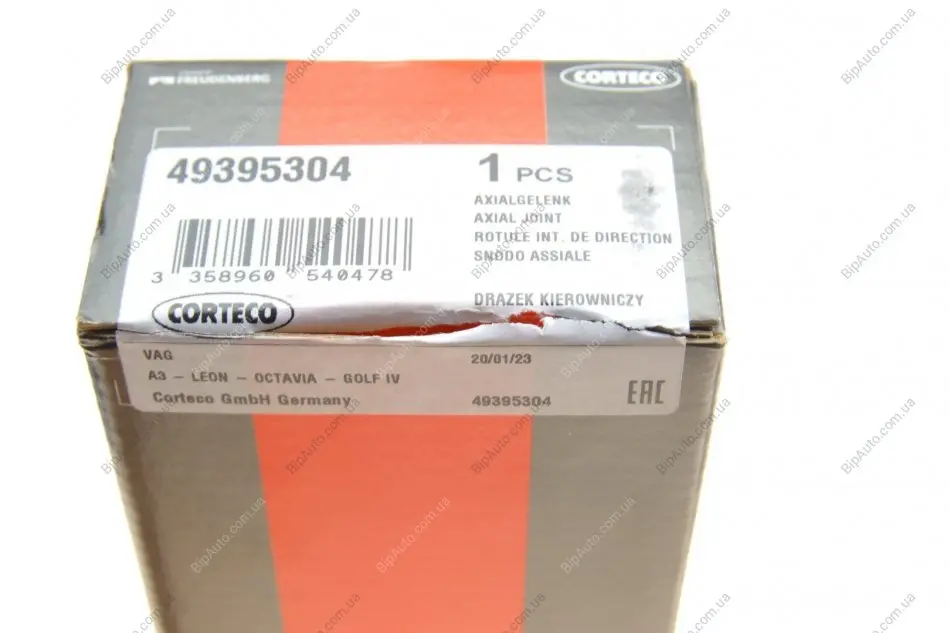 FREUDENBERG
CORTECO
49395304
1 PCS
AXIALGELENK
AXIAL JOINT
ROTULE INT. DE DIRECTION
SNODO ASSIALE
3 358960 540478
DRAZEK KIEROWNICZY
CORTECO
VAG
20/01/23
A3 - LEON - OCTAVIA - GOLF IV
Corteco GmbH Germany
49395304
EAC
BipAuto.com.ua